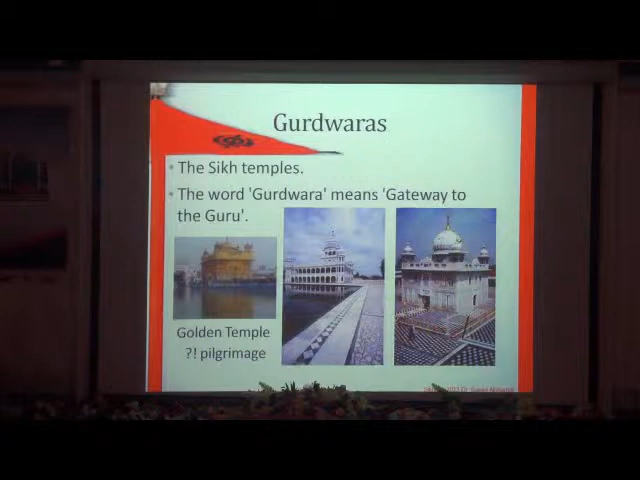 Gurdwaras
• The Sikh temples.
• The word 'Gurdwara' means 'Gateway to
the Guru'.
Golden Temple
?! pilgrimage